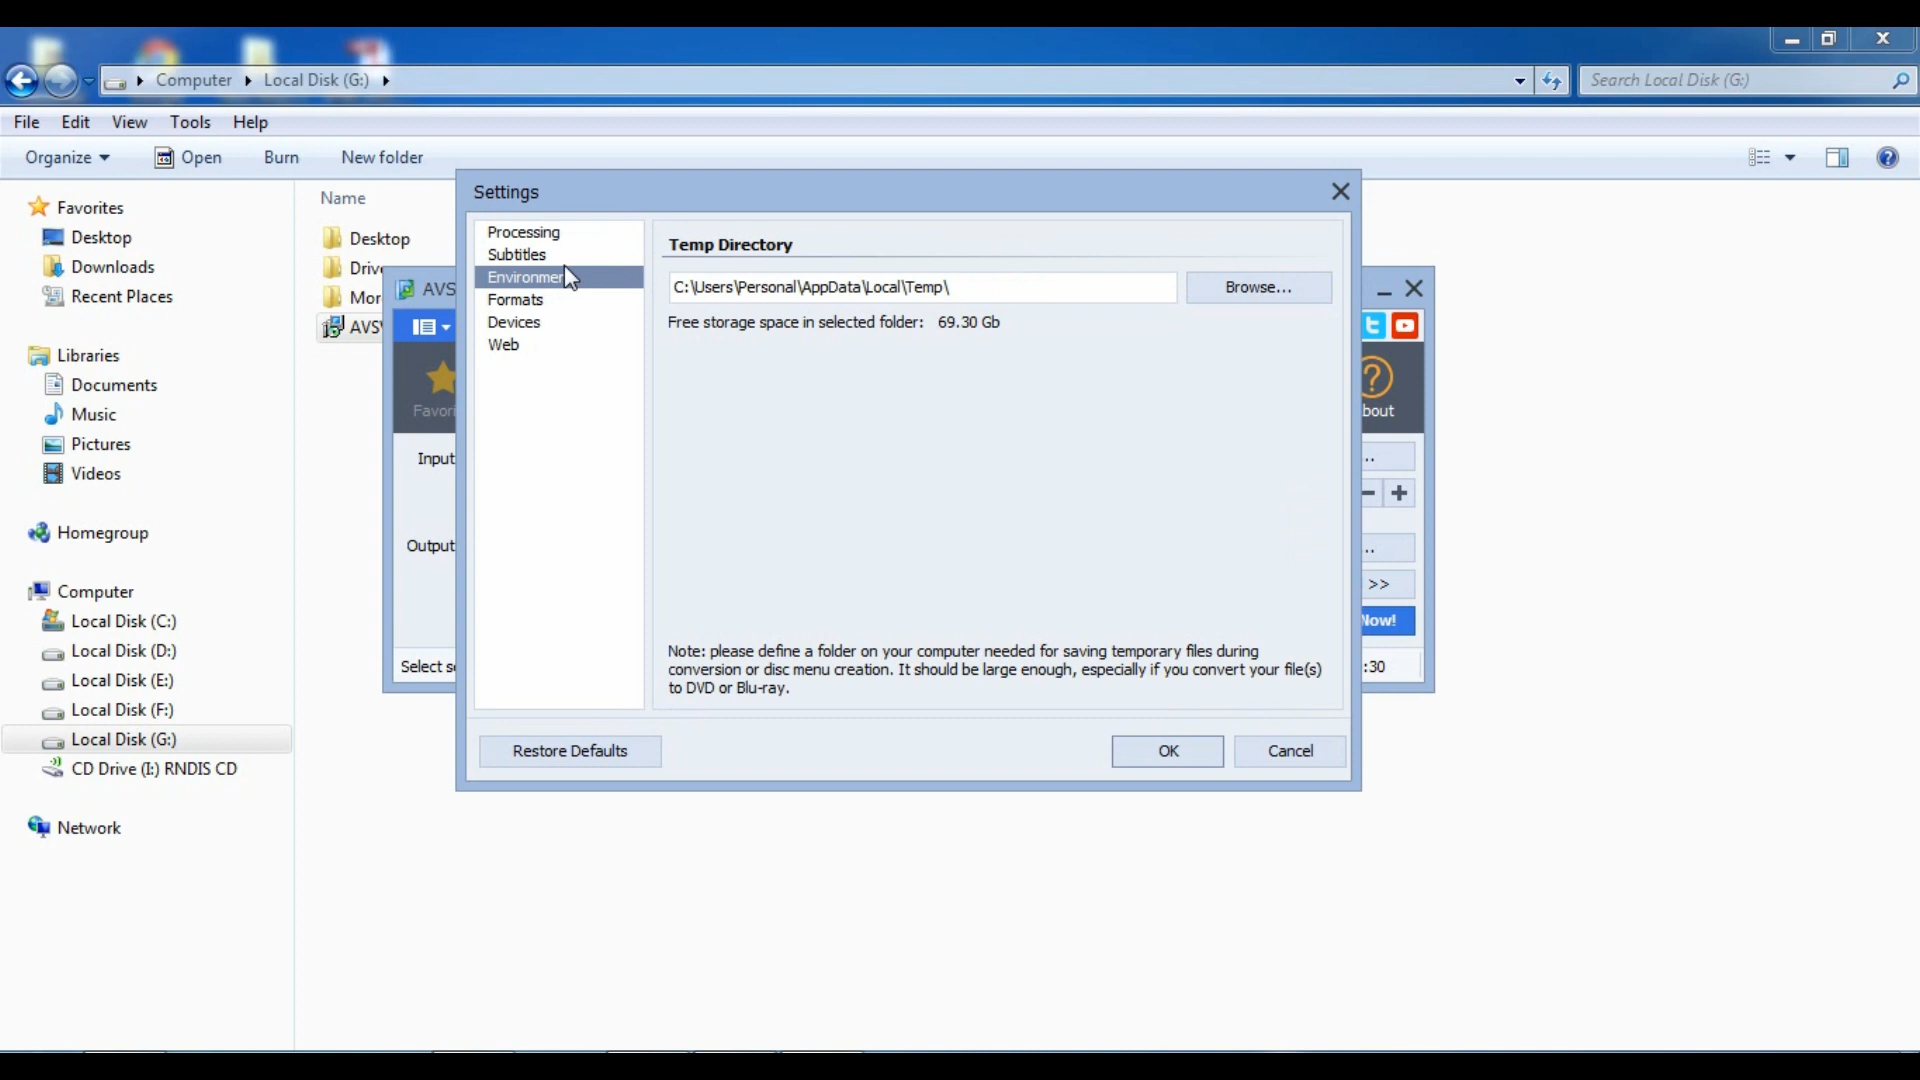 Computer
Local Disk (G:)
Search Local Disk (G:)
File Edit View Tools Help
Organize
Open
Burn
New folder
Favorites
Desktop
Downloads
Recent Places
Libraries
Documents
Music
Pictures
Videos
Homegroup
Computer
Local Disk (C:)
Local Disk (D:)
Local Disk (E:)
Local Disk (F:)
Local Disk (G:)
CD Drive (I:) RNDIS CD
Network
Name
Desktop
AVS
Input
Output
Settings
Processing
Subtitles
Formats
Devices
Web
Temp Directory
C:\Users\Personal\AppData\Local\Temp\
Browse...
Free storage space in selected folder: 69.30 Gb
Note: please define a folder on your computer needed for saving temporary files during
conversion or disc menu creation. It should be large enough, especially if you convert your file(s)
to DVD or Blu-ray.
Restore Defaults
OK
Cancel
..
..
>>
Now!
:30